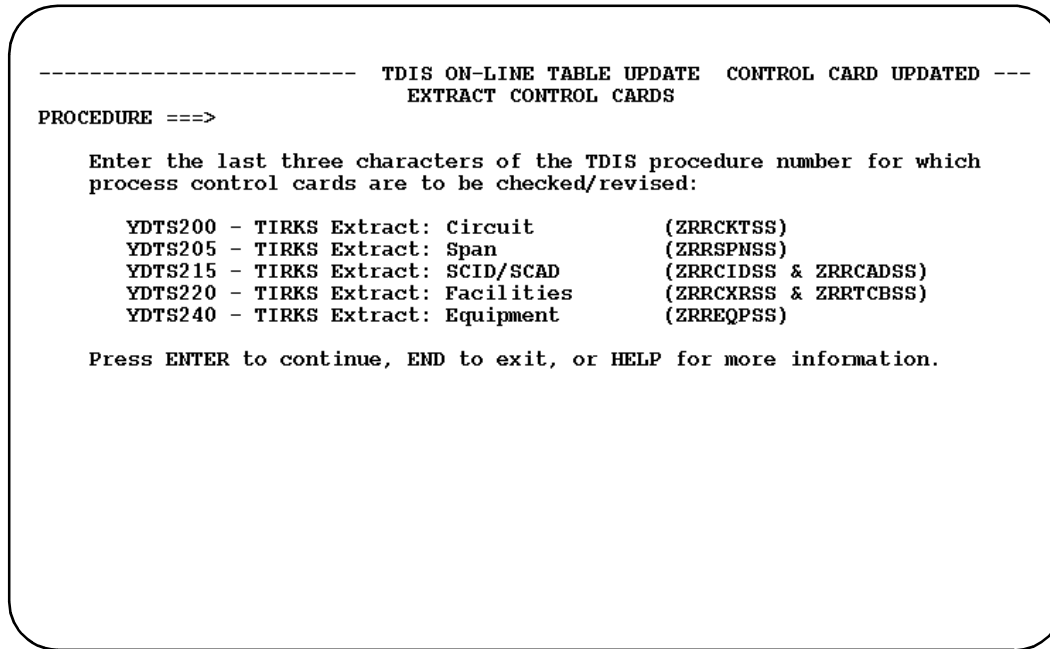 ------------------------- TDIS ON-LINE TABLE UPDATE CONTROL CARD UPDATED ---
EXTRACT CONTROL CARDS
PROCEDURE ===>
Enter the last three characters of the TDIS procedure number for which
process control cards are to be checked/revised:
YDTS200 - TIRKS Extract: Circuit (ZRRCKTSS)
YDTS205 - TIRKS Extract: Span (ZRRSPNSS)
YDTS215 - TIRKS Extract: SCID/SCAD (ZRRCIDSS & ZRRCADSS)
YDTS220 - TIRKS Extract: Facilities (ZRRCXRSS & ZRRTCBSS)
YDTS240 - TIRKS Extract: Equipment (ZRREQPSS)
Press ENTER to continue, END to exit, or HELP for more information.